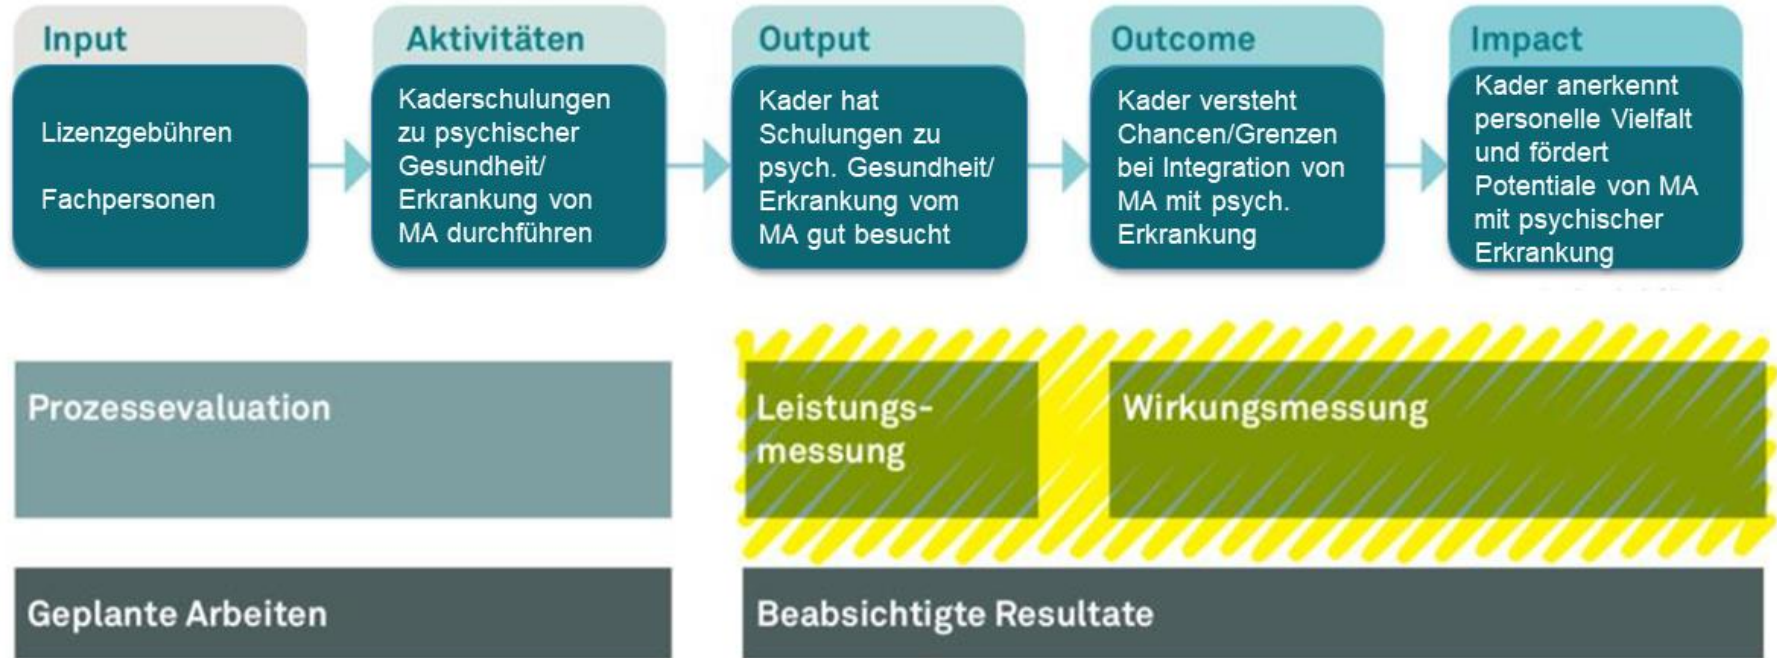 Input
Lizenzgebühren
Fachpersonen
Aktivitäten
Kaderschulungen
zu psychischer
Gesundheit/
Erkrankung von
MA durchführen
Output
Kader hat
Schulungen zu
psych. Gesundheit/
Erkrankung vom
MA gut besucht
Outcome
Kader versteht
Chancen/Grenzen
bei Integration von
MA mit psych.
Erkrankung
Impact
Kader anerkennt
personelle Vielfalt
und fördert
Potentiale von MA
mit psychischer
Erkrankung
Prozessevaluation
Leistungs-
messung
Wirkungsmessung
Geplante Arbeiten
Beabsichtigte Resultate